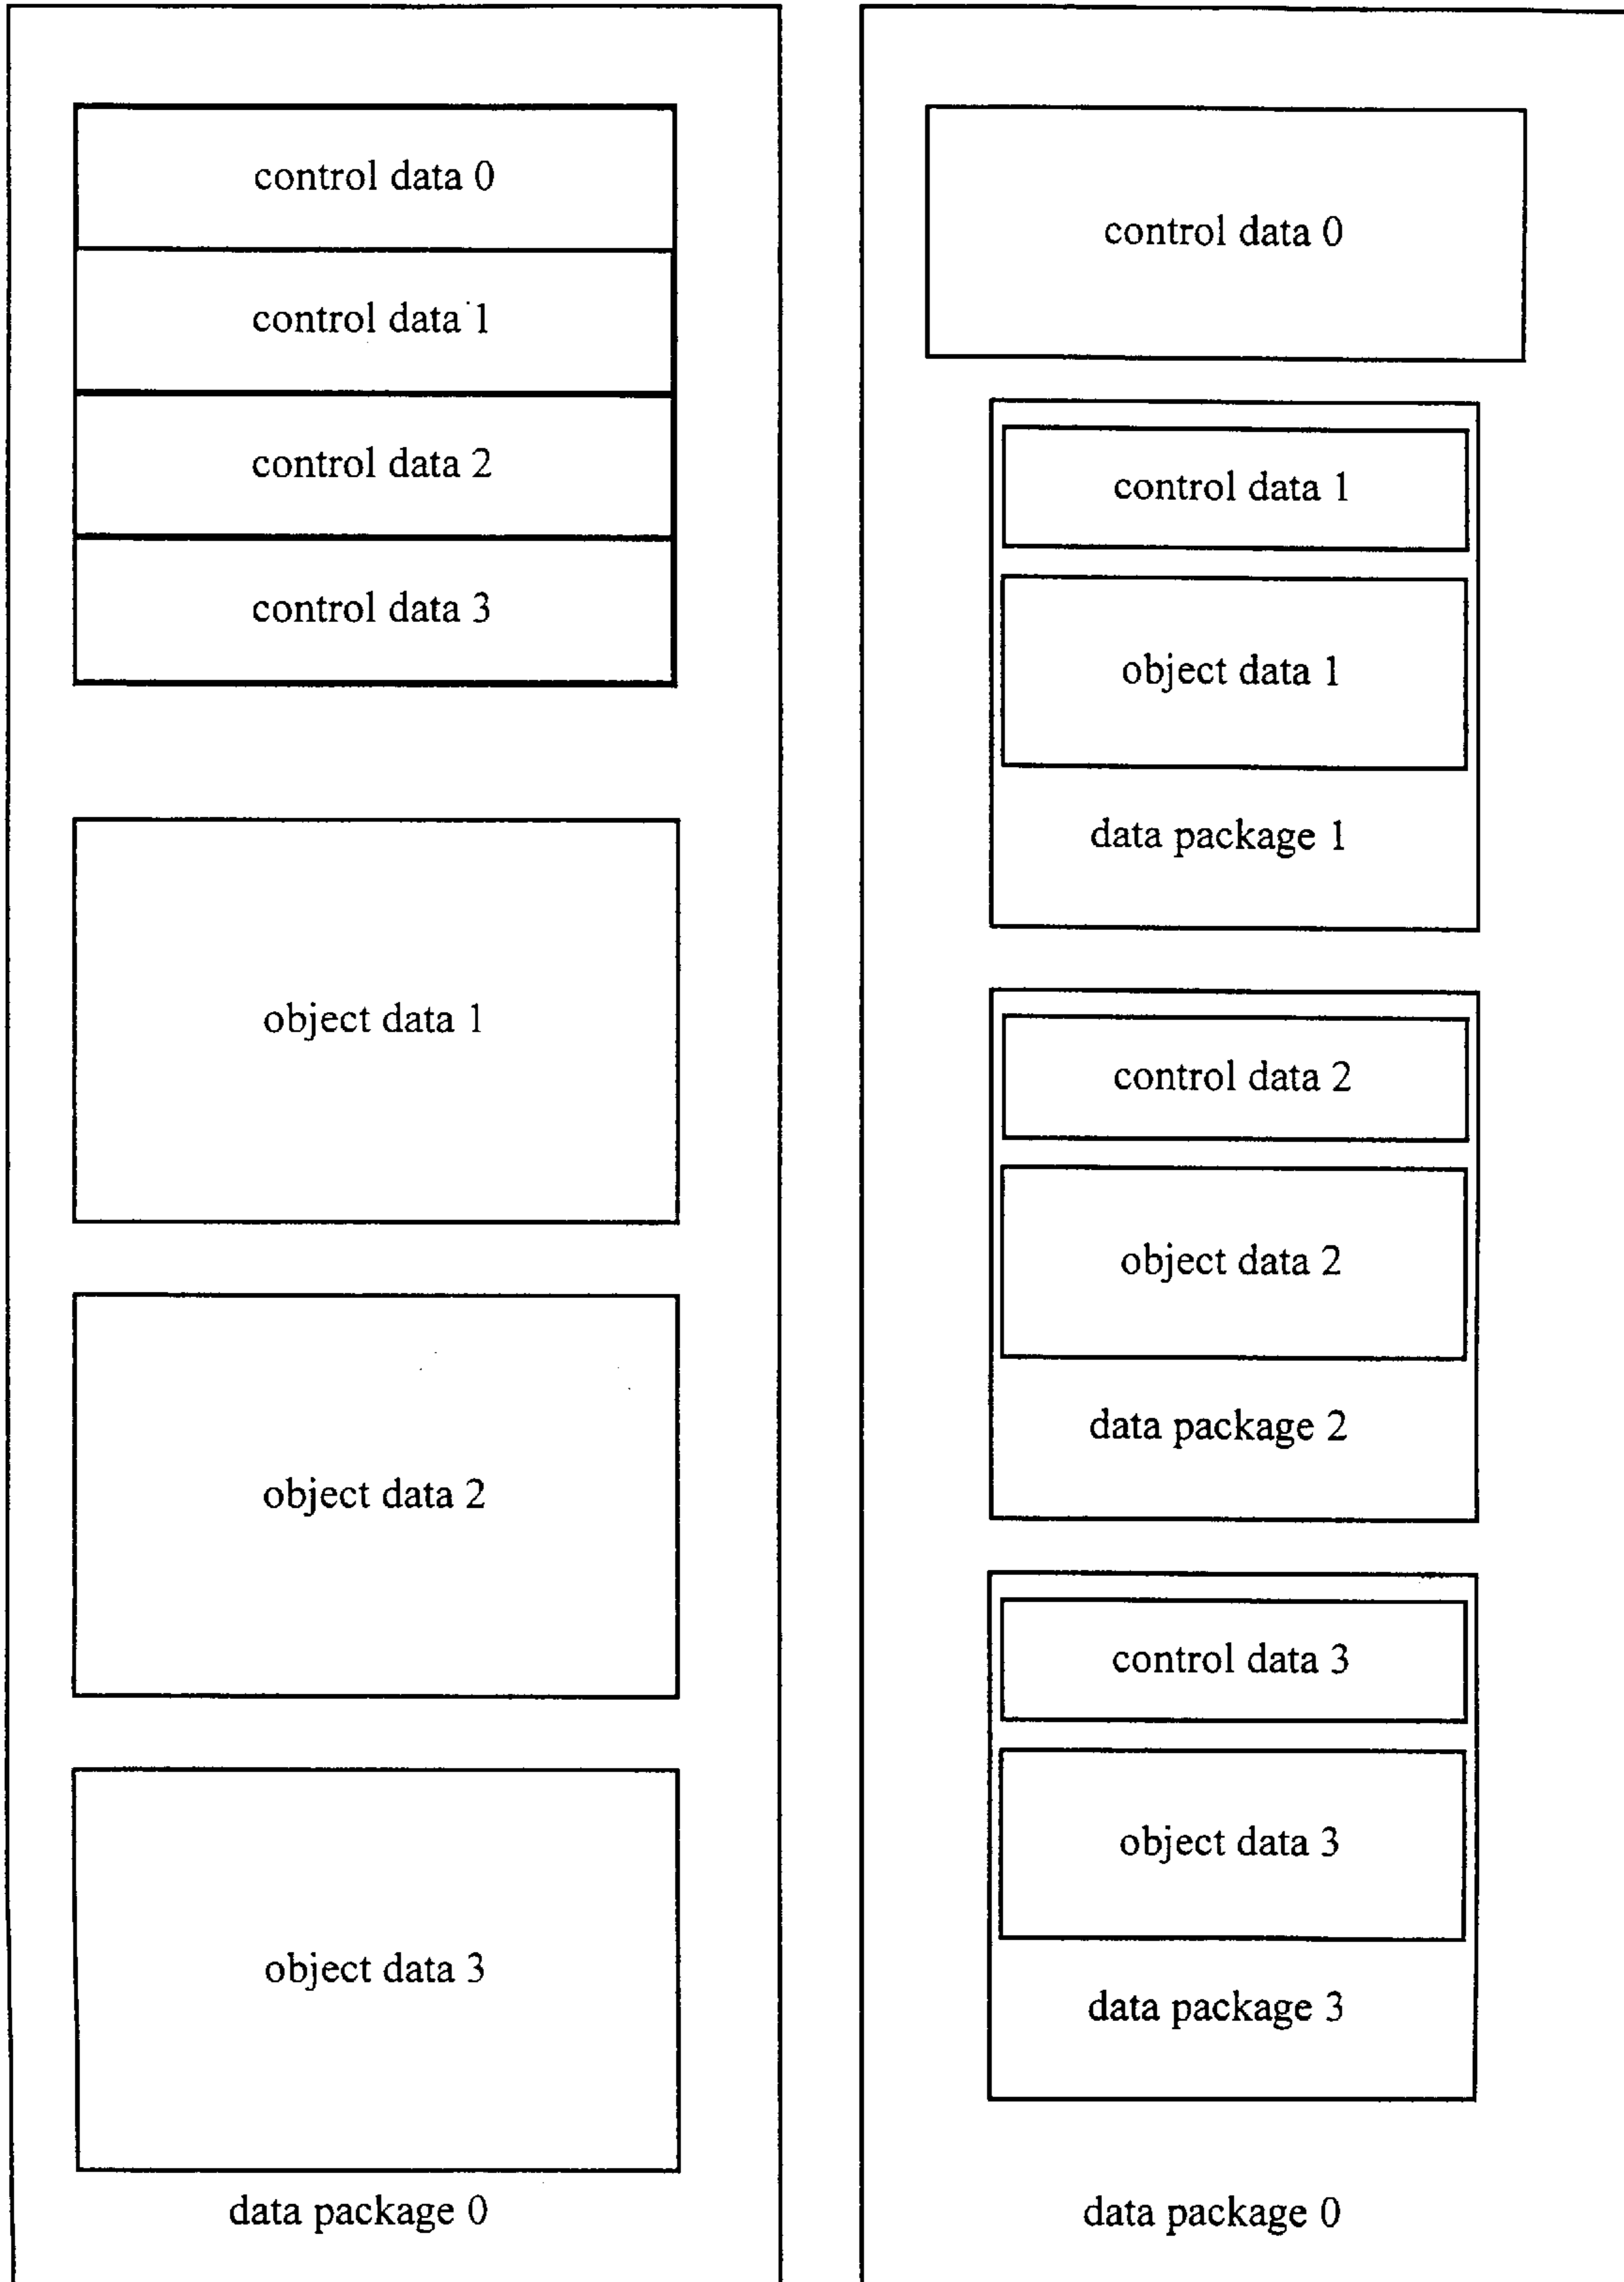 control data 0
control data 1
control data 2
control data 3
object data 1
object data 2
object data 3
data package 0
control data 0
control data 1
object data 1
data package 1
control data 2
object data 2
data package 2
control data 3
object data 3
data package 3
data package 0